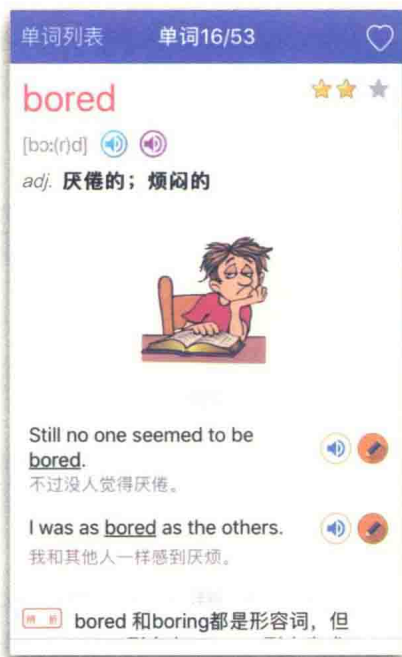 单词列表 单词16/53
bored
[bɔ:(r)d]
adj. 厌倦的；烦闷的
Still no one seemed to be
bored.
不过没人觉得厌倦。
I was as bored as the others.
我和其他人一样感到厌烦。
辨析 bored 和boring都是形容词，但